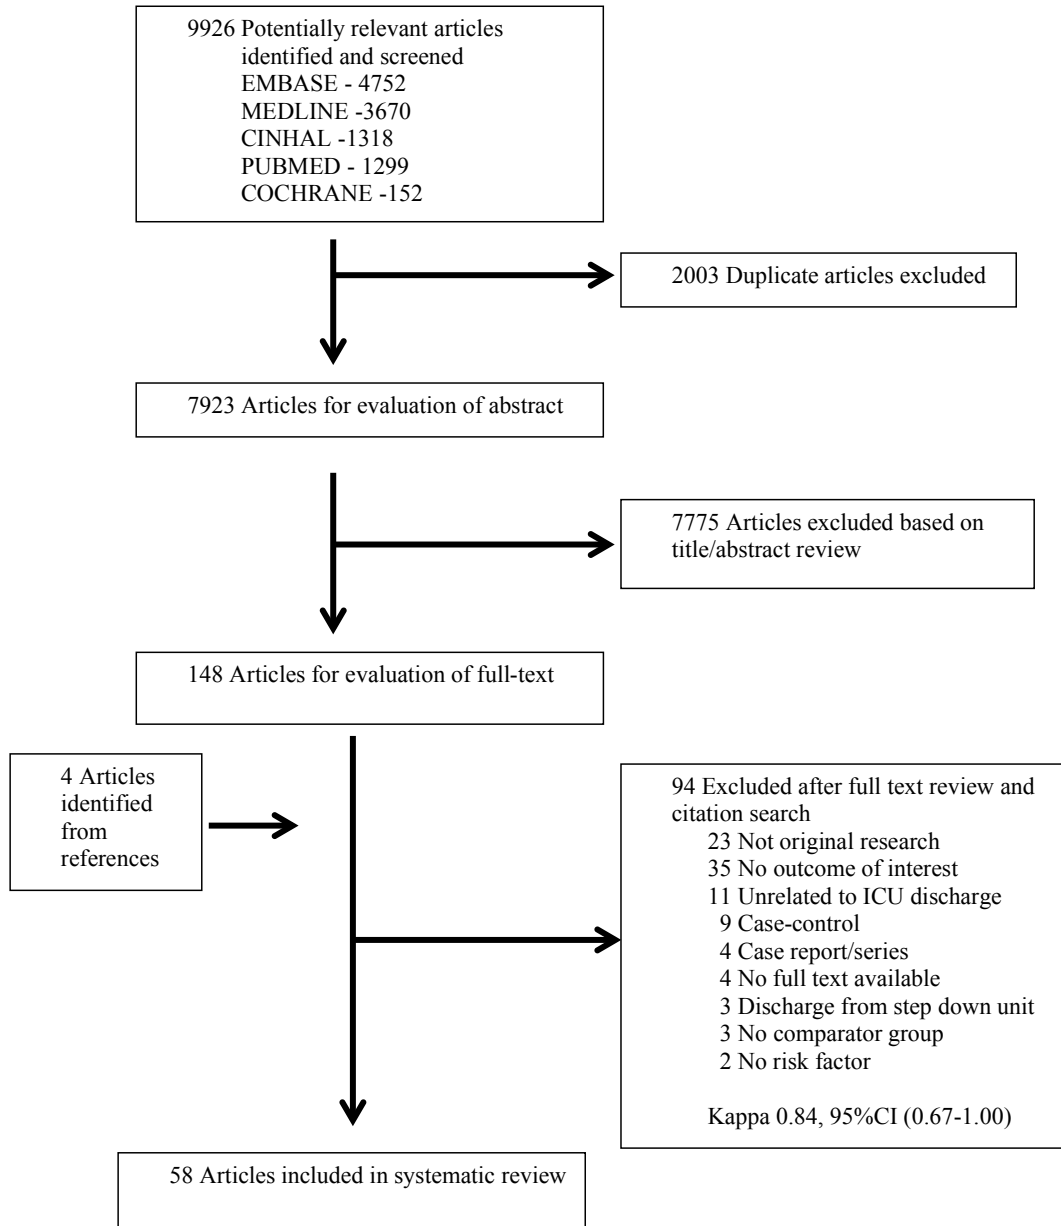 9926 Potentially relevant articles
identified and screened
EMBASE - 4752
MEDLINE -3670
CINHAL -1318
PUBMED - 1299
COCHRANE -152
2003 Duplicate articles excluded
7923 Articles for evaluation of abstract
7775 Articles excluded based on
title/abstract review
148 Articles for evaluation of full-text
4 Articles
identified
from
references
94 Excluded after full text review and
citation search
23 Not original research
35 No outcome of interest
11 Unrelated to ICU discharge
9 Case-control
4 Case report/series
4 No full text available
3 Discharge from step down unit
3 No comparator group
2 No risk factor
Kappa 0.84, 95%CI (0.67-1.00)
58 Articles included in systematic review